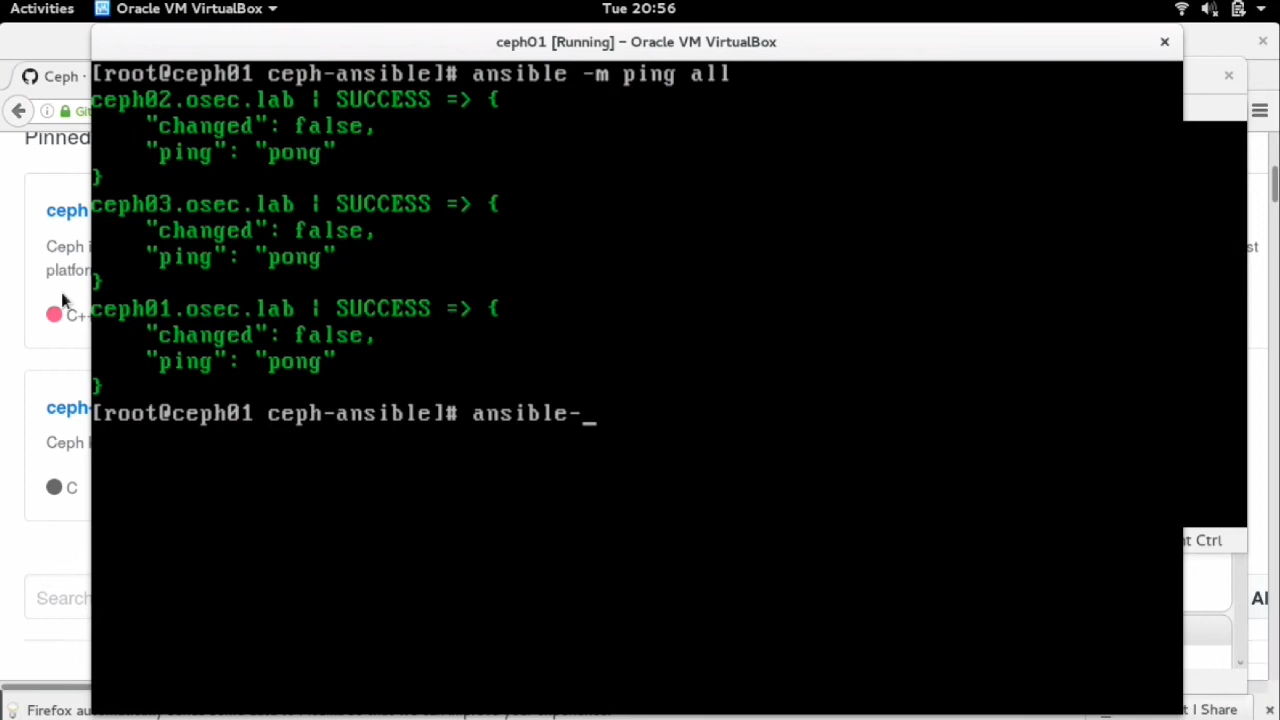 Activities Oracle VM VirtualBox Tue 20:56
ceph01 [Running] – Oracle VM VirtualBox
[root@ceph01 ceph-ansible]# ansible -m ping all
ceph02.osec.lab | SUCCESS => {
"changed": false,
"ping": "pong"
}
ceph03.osec.lab | SUCCESS => {
"changed": false,
"ping": "pong"
}
ceph01.osec.lab | SUCCESS => {
"changed": false,
"ping": "pong"
}
[root@ceph01 ceph-ansible]# ansible-_
Ceph ·
Pinned
ceph
Ceph i
platfor
C++
ceph-
Ceph
C
Search
st
t Ctrl
Al
Firefox
t I Share